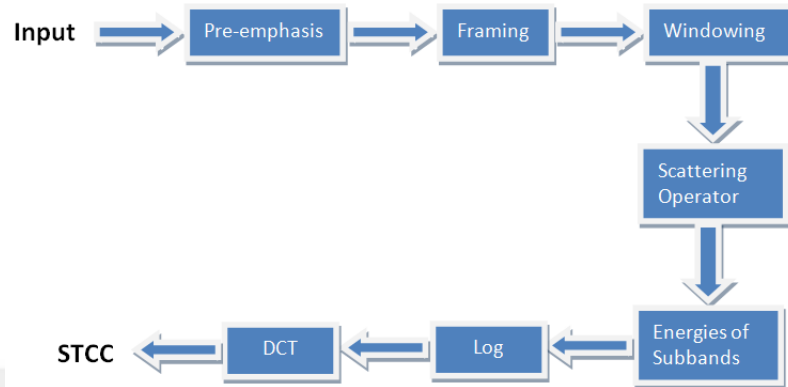 Input
Pre-emphasis
Framing
Windowing
Scattering
Operator
Energies of
Subbands
Log
DCT
STCC